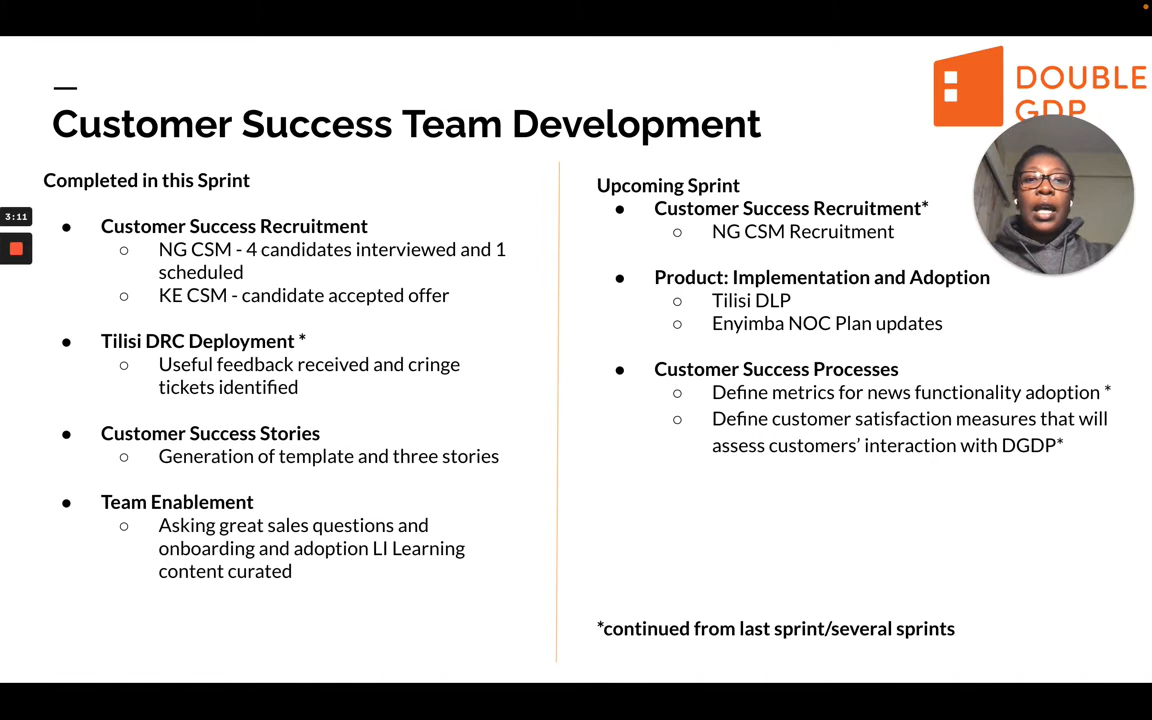 DOUBLE
GDP
Customer Success Team Development
Completed in this Sprint
● Customer Success Recruitment
○ NG CSM - 4 candidates interviewed and 1
scheduled
○ KE CSM - candidate accepted offer
● Tilisi DRC Deployment *
○ Useful feedback received and cringe
tickets identified
● Customer Success Stories
○ Generation of template and three stories
● Team Enablement
○ Asking great sales questions and
onboarding and adoption LI Learning
content curated
Upcoming Sprint
● Customer Success Recruitment*
○ NG CSM Recruitment
● Product: Implementation and Adoption
○ Tilisi DLP
○ Enyimba NOC Plan updates
● Customer Success Processes
○ Define metrics for news functionality adoption *
○ Define customer satisfaction measures that will
assess customers’ interaction with DGDP*
*continued from last sprint/several sprints
3:11